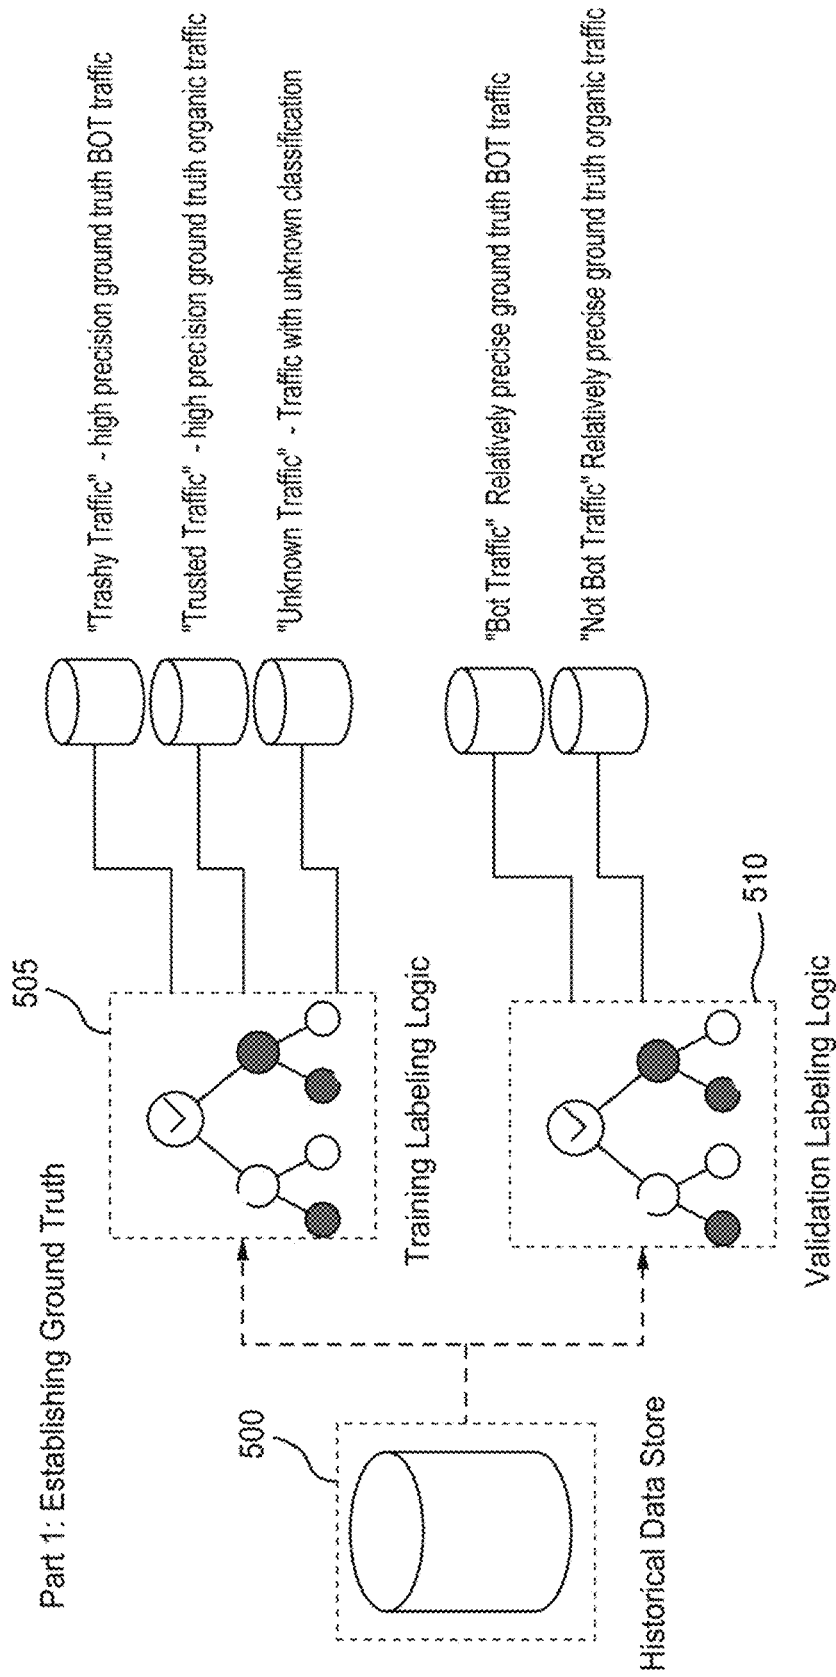 Part 1: Establishing Ground Truth
500
Historical Data Store
505
Training Labeling Logic
"Trashy Traffic" - high precision ground truth BOT traffic
"Trusted Traffic" - high precision ground truth organic traffic
"Unknown Traffic" - Traffic with unknown classification
510
Validation Labeling Logic
"Bot Traffic" Relatively precise ground truth BOT traffic
"Not Bot Traffic" Relatively precise ground truth organic traffic